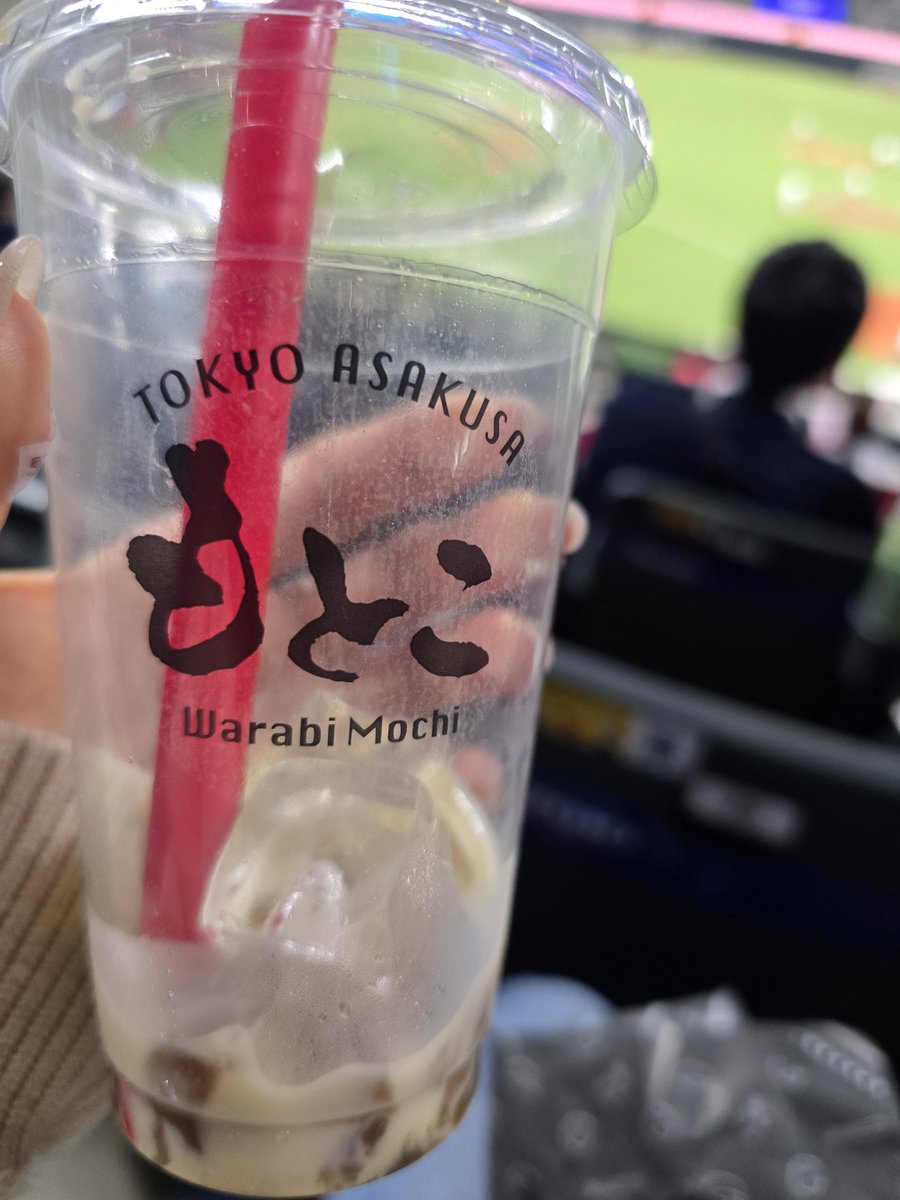 TOKYO ASAKUSA
もとこ
Warabi Mochi